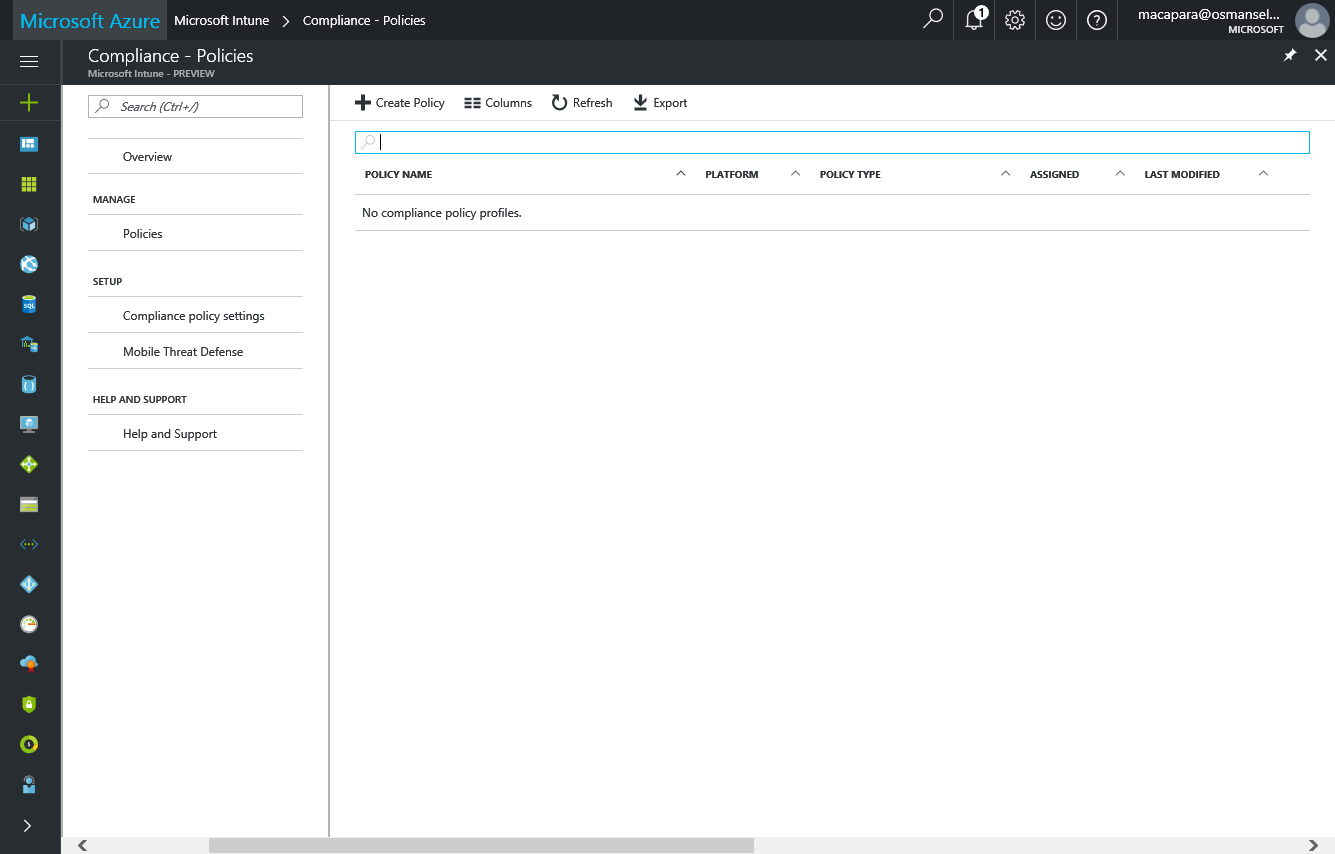 Microsoft Azure Microsoft Intune Compliance - Policies
1
macapara@osmansel...
MICROSOFT
Compliance - Policies
Microsoft Intune - PREVIEW
Search (Ctrl+/)
Overview
MANAGE
Policies
SETUP
Compliance policy settings
Mobile Threat Defense
HELP AND SUPPORT
Help and Support
Create Policy Columns Refresh Export
POLICY NAME PLATFORM POLICY TYPE ASSIGNED LAST MODIFIED
No compliance policy profiles.
SQL